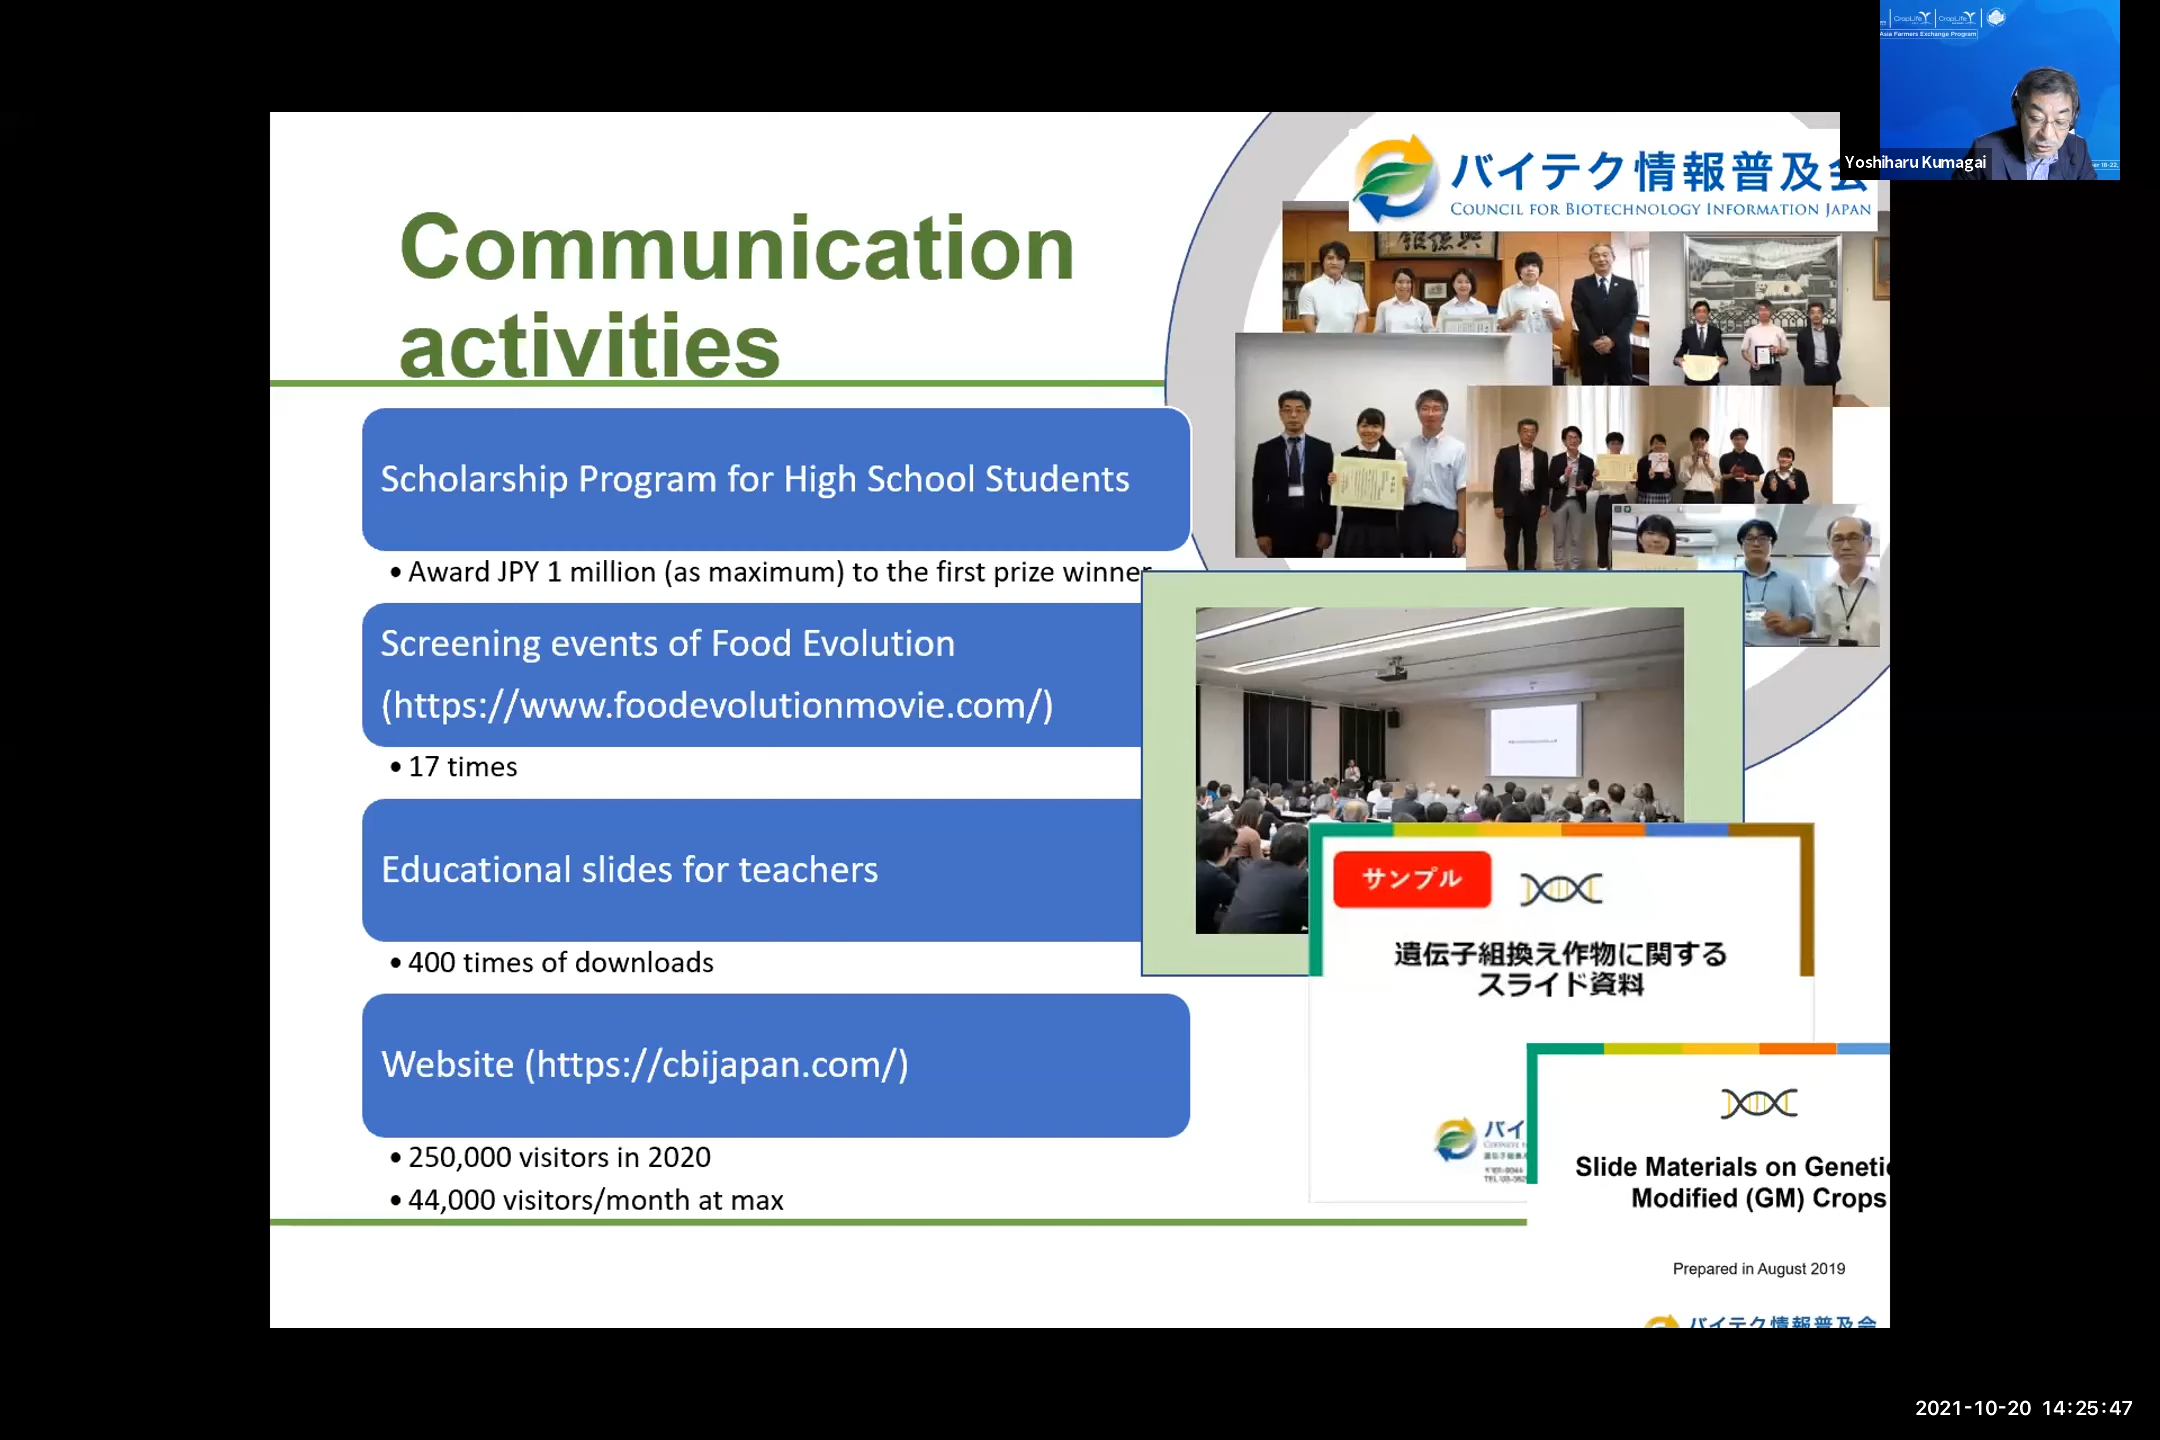 CropLife
CropLife
Asia Farmers Exchange Program
Yoshiharu Kumagai
バイテク情報普及会
COUNCIL FOR BIOTECHNOLOGY INFORMATION JAPAN
Communication
activities
Scholarship Program for High School Students
• Award JPY 1 million (as maximum) to the first prize winner
Screening events of Food Evolution
(https://www.foodevolutionmovie.com/)
• 17 times
Educational slides for teachers
• 400 times of downloads
Website (https://cbijapan.com/)
• 250,000 visitors in 2020
• 44,000 visitors/month at max
サンプル
遺伝子組換え作物に関する
スライド資料
バイ
Slide Materials on Geneti
Modified (GM) Crops
Prepared in August 2019
バイテク情報普及会
2021-10-20 14:25:47